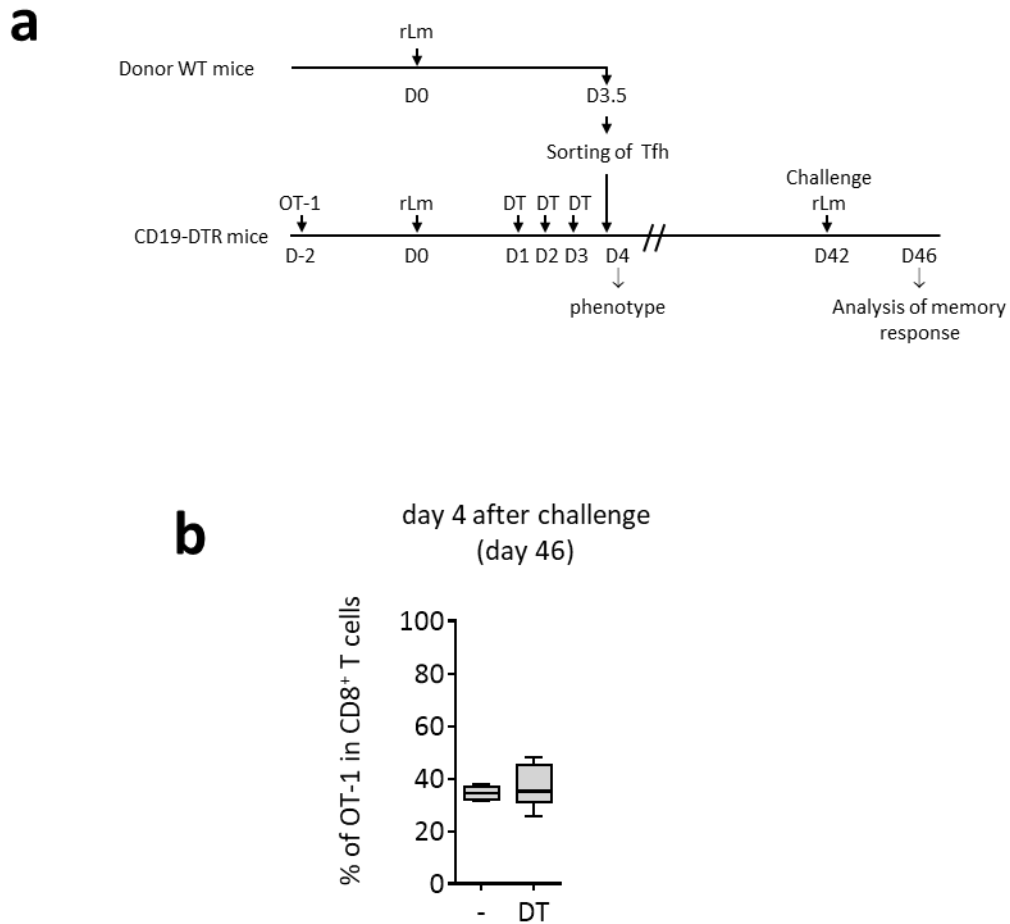 a
rLm
Donor WT mice
D0 D3.5
Sorting of Tfh
Challenge
OT-1 rLm DT DT DT rLm
CD19-DTR mice
D-2 D0 D1 D2 D3 D4 D42 D46
phenotype Analysis of memory
response
b
day 4 after challenge
(day 46)
% of OT-1 in CD8⁺ T cells
100
80
60
40
20
0
- DT